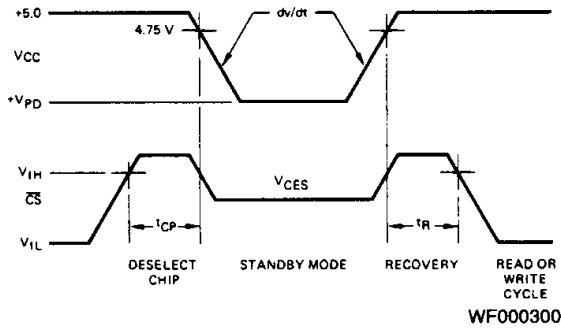 +5.0
4.75 V
dv/dt
VCC
+VPD
VIH
CS
VCES
VIL
tCP
tR
DESELECT CHIP
STANDBY MODE
RECOVERY
READ OR WRITE CYCLE
WF000300